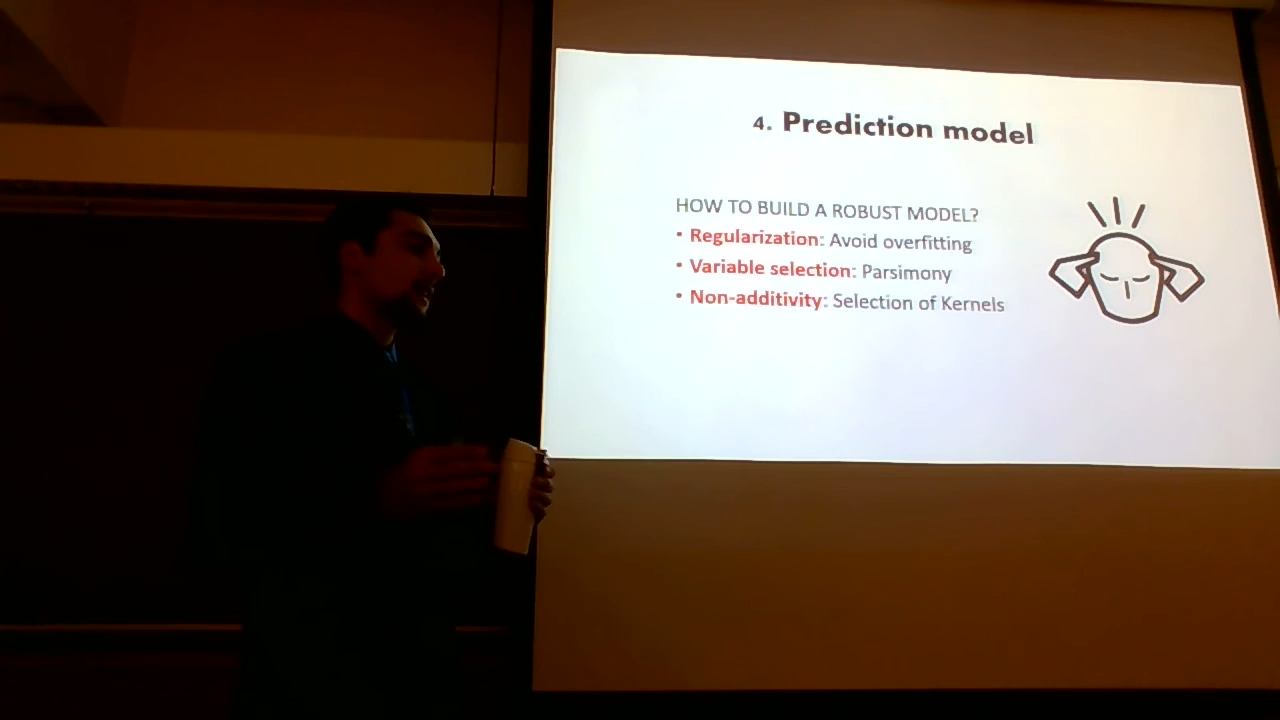 4. Prediction model
HOW TO BUILD A ROBUST MODEL?
• Regularization: Avoid overfitting
• Variable selection: Parsimony
• Non-additivity: Selection of Kernels